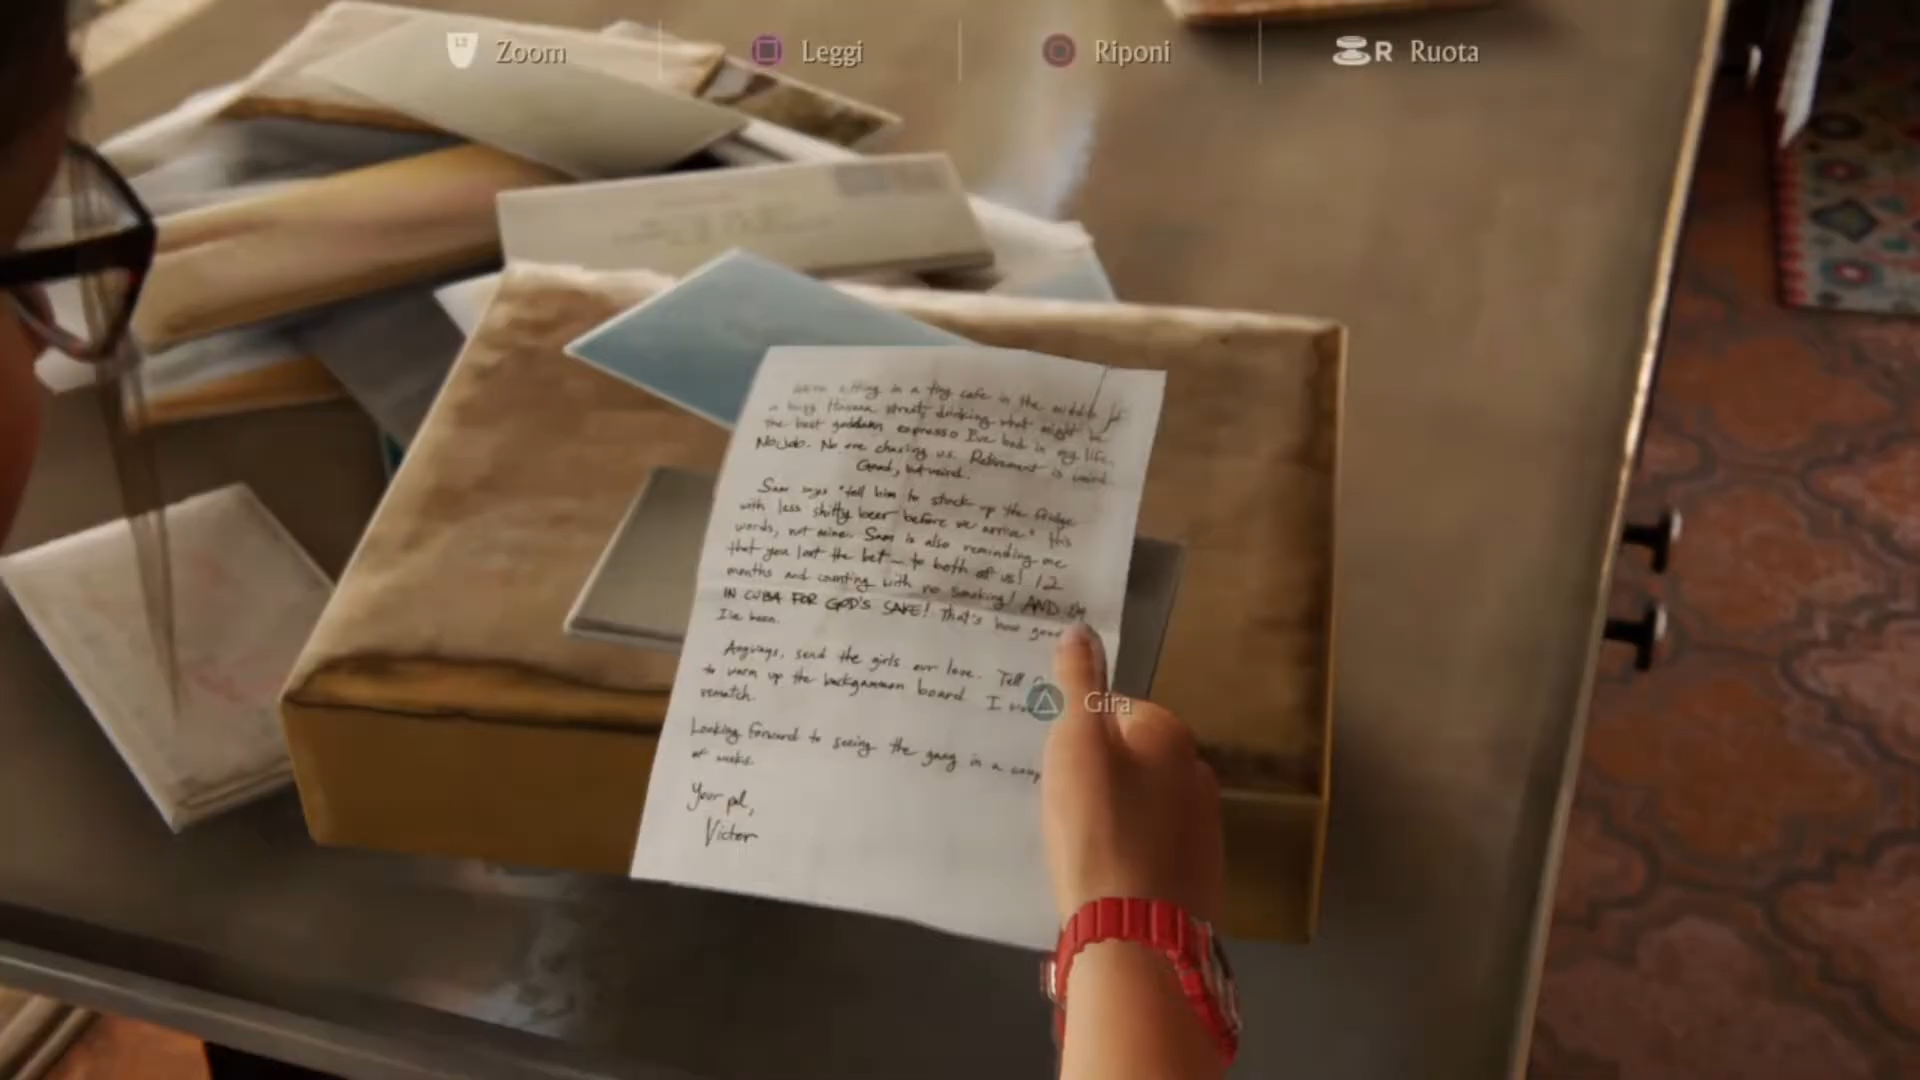 L2 Zoom Leggi Riponi R Ruota
sitting in a tiny cafe in the middle of
a busy Havana street, drinking what might be
the best goddamn espresso I've had in my life.
No job. No one chasing us. Retirement is weird.
Good, but weird.
Sam says "tell him to stock up the fridge
with less shitty beer before we arrive." His
words, not mine. Sam is also reminding me
that you lost the bet — to both of us! 12
months and counting with no smoking! AND I'm
IN CUBA FOR GOD'S SAKE! That's how good
I've been.
Anyways, send the girls our love. Tell
to warm up the backgammon board. I
rematch.
Looking forward to seeing the gang in a
of weeks.
Your pal,
Victor
Gira